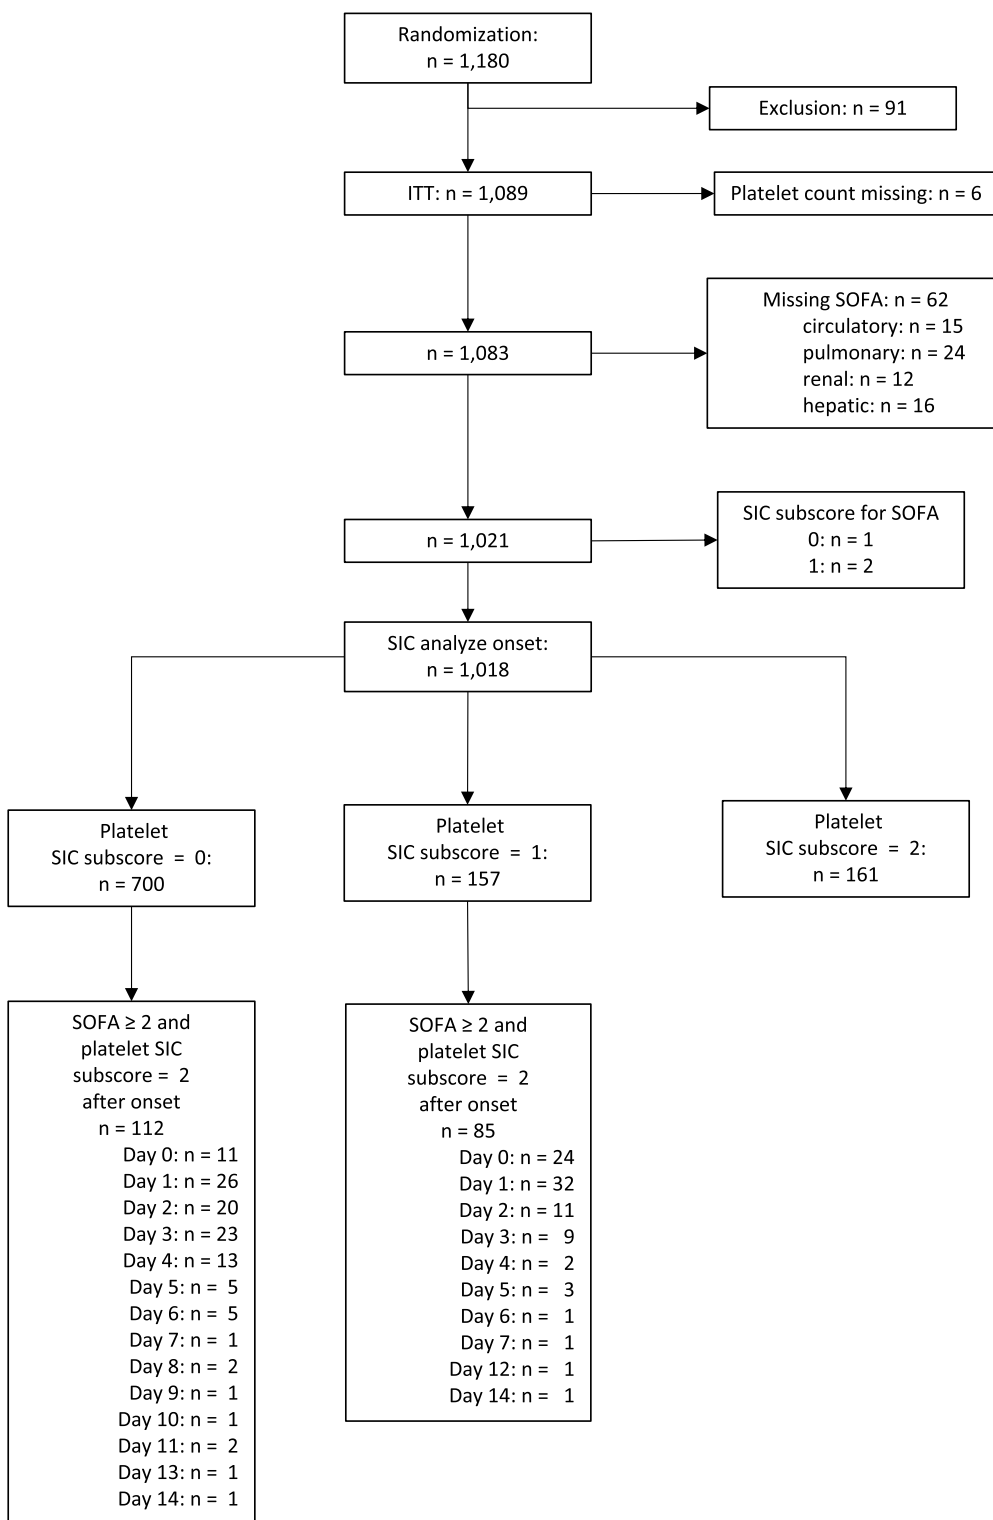 Randomization:
n = 1,180
Exclusion: n = 91
ITT: n = 1,089
Platelet count missing: n = 6
Missing SOFA: n = 62
circulatory: n = 15
pulmonary: n = 24
renal: n = 12
hepatic: n = 16
n = 1,083
n = 1,021
SIC subscore for SOFA
0: n = 1
1: n = 2
SIC analyze onset:
n = 1,018
Platelet
SIC subscore = 0:
n = 700
Platelet
SIC subscore = 1:
n = 157
Platelet
SIC subscore = 2:
n = 161
SOFA ≥ 2 and
platelet SIC
subscore = 2
after onset
n = 112
Day 0: n = 11
Day 1: n = 26
Day 2: n = 20
Day 3: n = 23
Day 4: n = 13
Day 5: n = 5
Day 6: n = 5
Day 7: n = 1
Day 8: n = 2
Day 9: n = 1
Day 10: n = 1
Day 11: n = 2
Day 13: n = 1
Day 14: n = 1
SOFA ≥ 2 and
platelet SIC
subscore = 2
after onset
n = 85
Day 0: n = 24
Day 1: n = 32
Day 2: n = 11
Day 3: n = 9
Day 4: n = 2
Day 5: n = 3
Day 6: n = 1
Day 7: n = 1
Day 12: n = 1
Day 14: n = 1